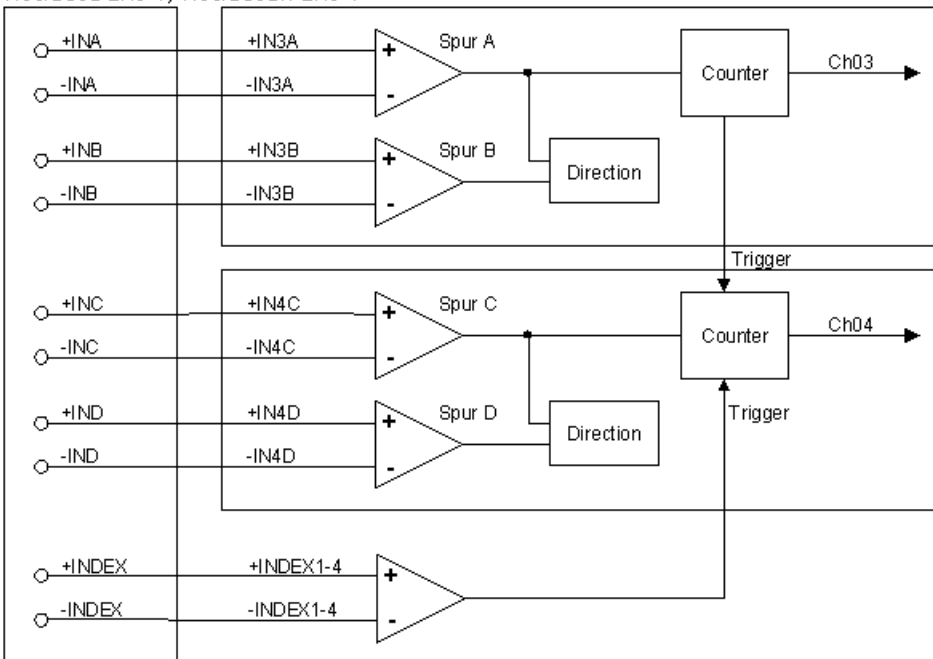 +INA +IN3A Spur A
-INA -IN3A
Counter Ch03
+INB +IN3B Spur B
-INB -IN3B
Direction
Trigger
+INC +IN4C Spur C
-INC -IN4C
Counter Ch04
+IND +IN4D Spur D
-IND -IN4D
Direction
Trigger
+INDEX +INDEX1-4
-INDEX -INDEX1-4